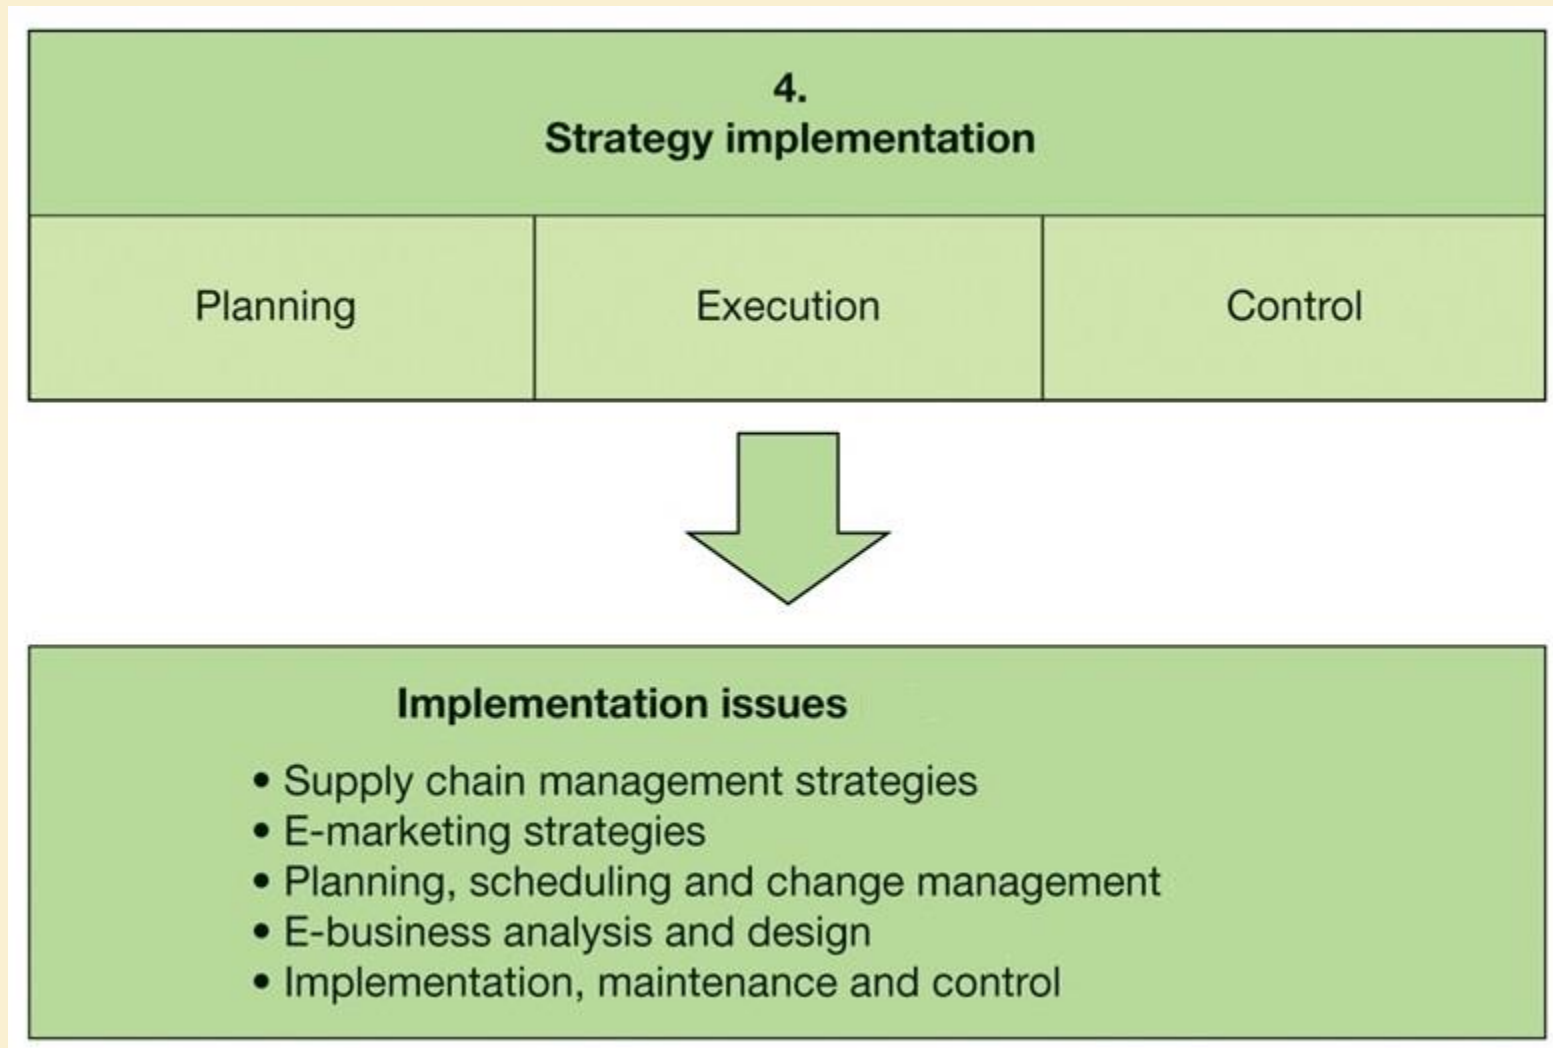 4.
Strategy implementation
Planning
Execution
Control
Implementation issues
• Supply chain management strategies
• E-marketing strategies
• Planning, scheduling and change management
• E-business analysis and design
• Implementation, maintenance and control